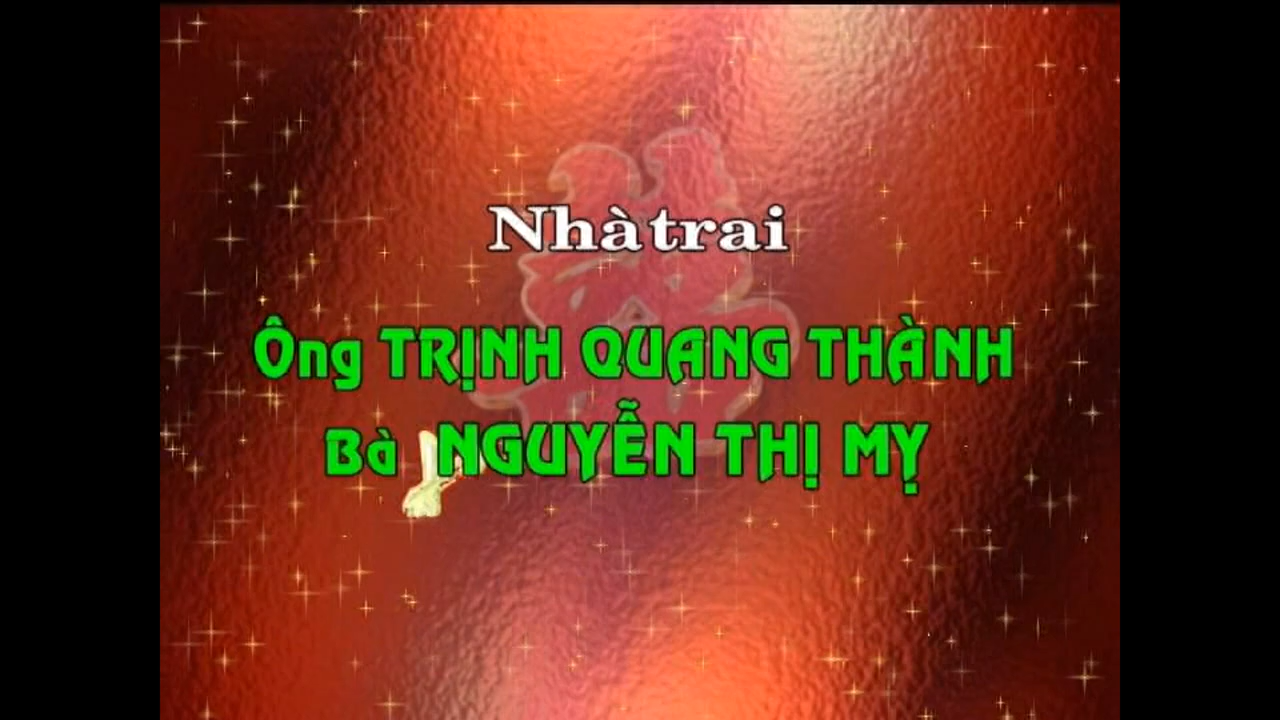 Nhà trai
Ông TRỊNH QUANG THÀNH
Bà NGUYỄN THỊ MỴ